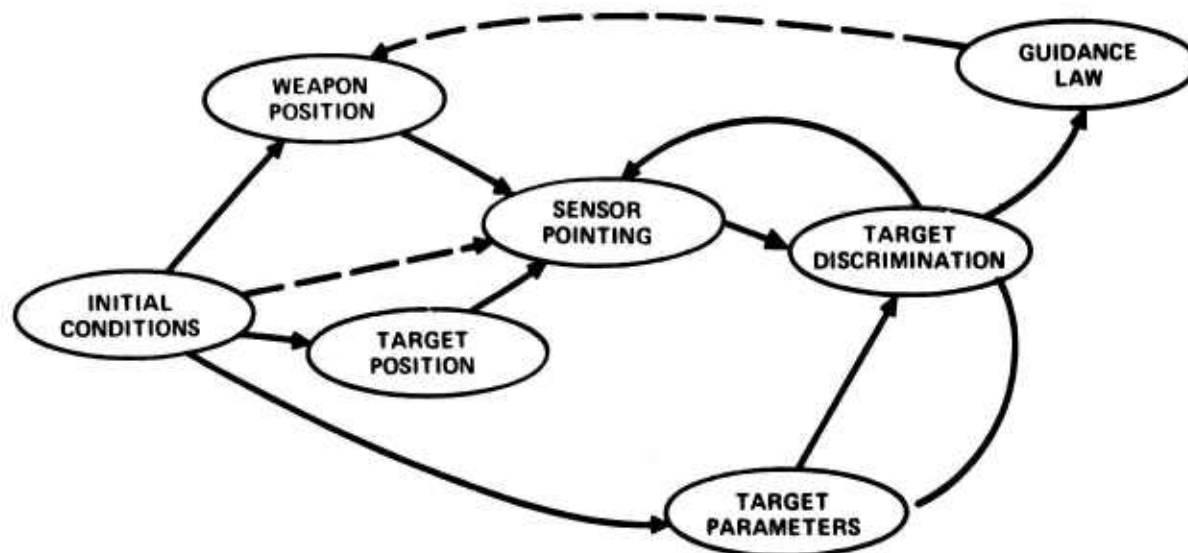 GUIDANCE
LAW
WEAPON
POSITION
SENSOR
POINTING
TARGET
DISCRIMINATION
INITIAL
CONDITIONS
TARGET
POSITION
TARGET
PARAMETERS